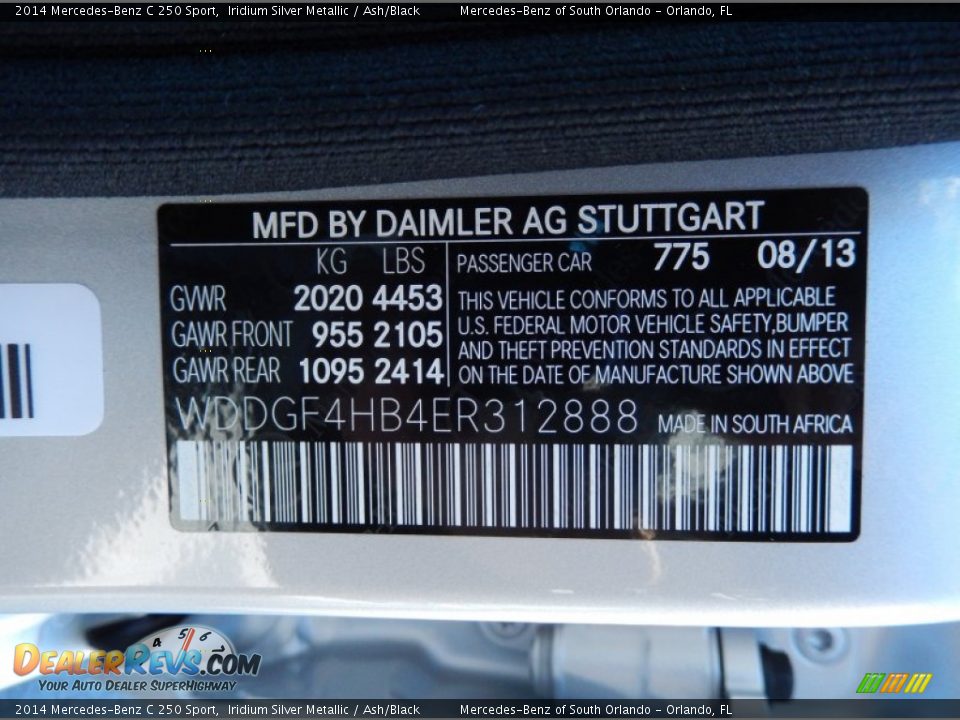 2014 Mercedes-Benz C 250 Sport, Iridium Silver Metallic / Ash/Black Mercedes-Benz of South Orlando - Orlando, FL
MFD BY DAIMLER AG STUTTGART
KG LBS
GVWR 2020 4453
GAWR FRONT 955 2105
GAWR REAR 1095 2414
PASSENGER CAR 775 08/13
THIS VEHICLE CONFORMS TO ALL APPLICABLE
U.S. FEDERAL MOTOR VEHICLE SAFETY,BUMPER
AND THEFT PREVENTION STANDARDS IN EFFECT
ON THE DATE OF MANUFACTURE SHOWN ABOVE
WDDGF4HB4ER312888 MADE IN SOUTH AFRICA
4 5 6
DEALERREVS.COM
YOUR AUTO DEALER SUPERHIGHWAY
2014 Mercedes-Benz C 250 Sport, Iridium Silver Metallic / Ash/Black Mercedes-Benz of South Orlando - Orlando, FL